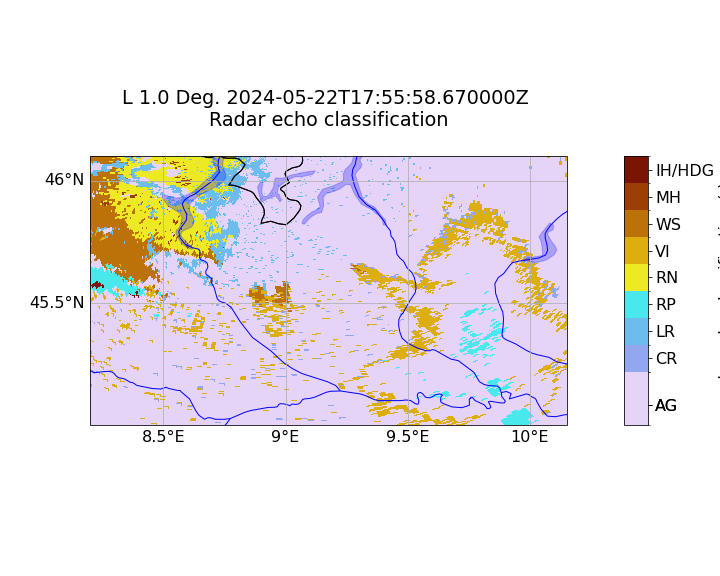 L 1.0 Deg. 2024-05-22T17:55:58.670000Z
Radar echo classification
46°N
45.5°N
8.5°E
9°E
9.5°E
10°E
IH/HDG
MH
WS
VI
RN
RP
LR
CR
AG